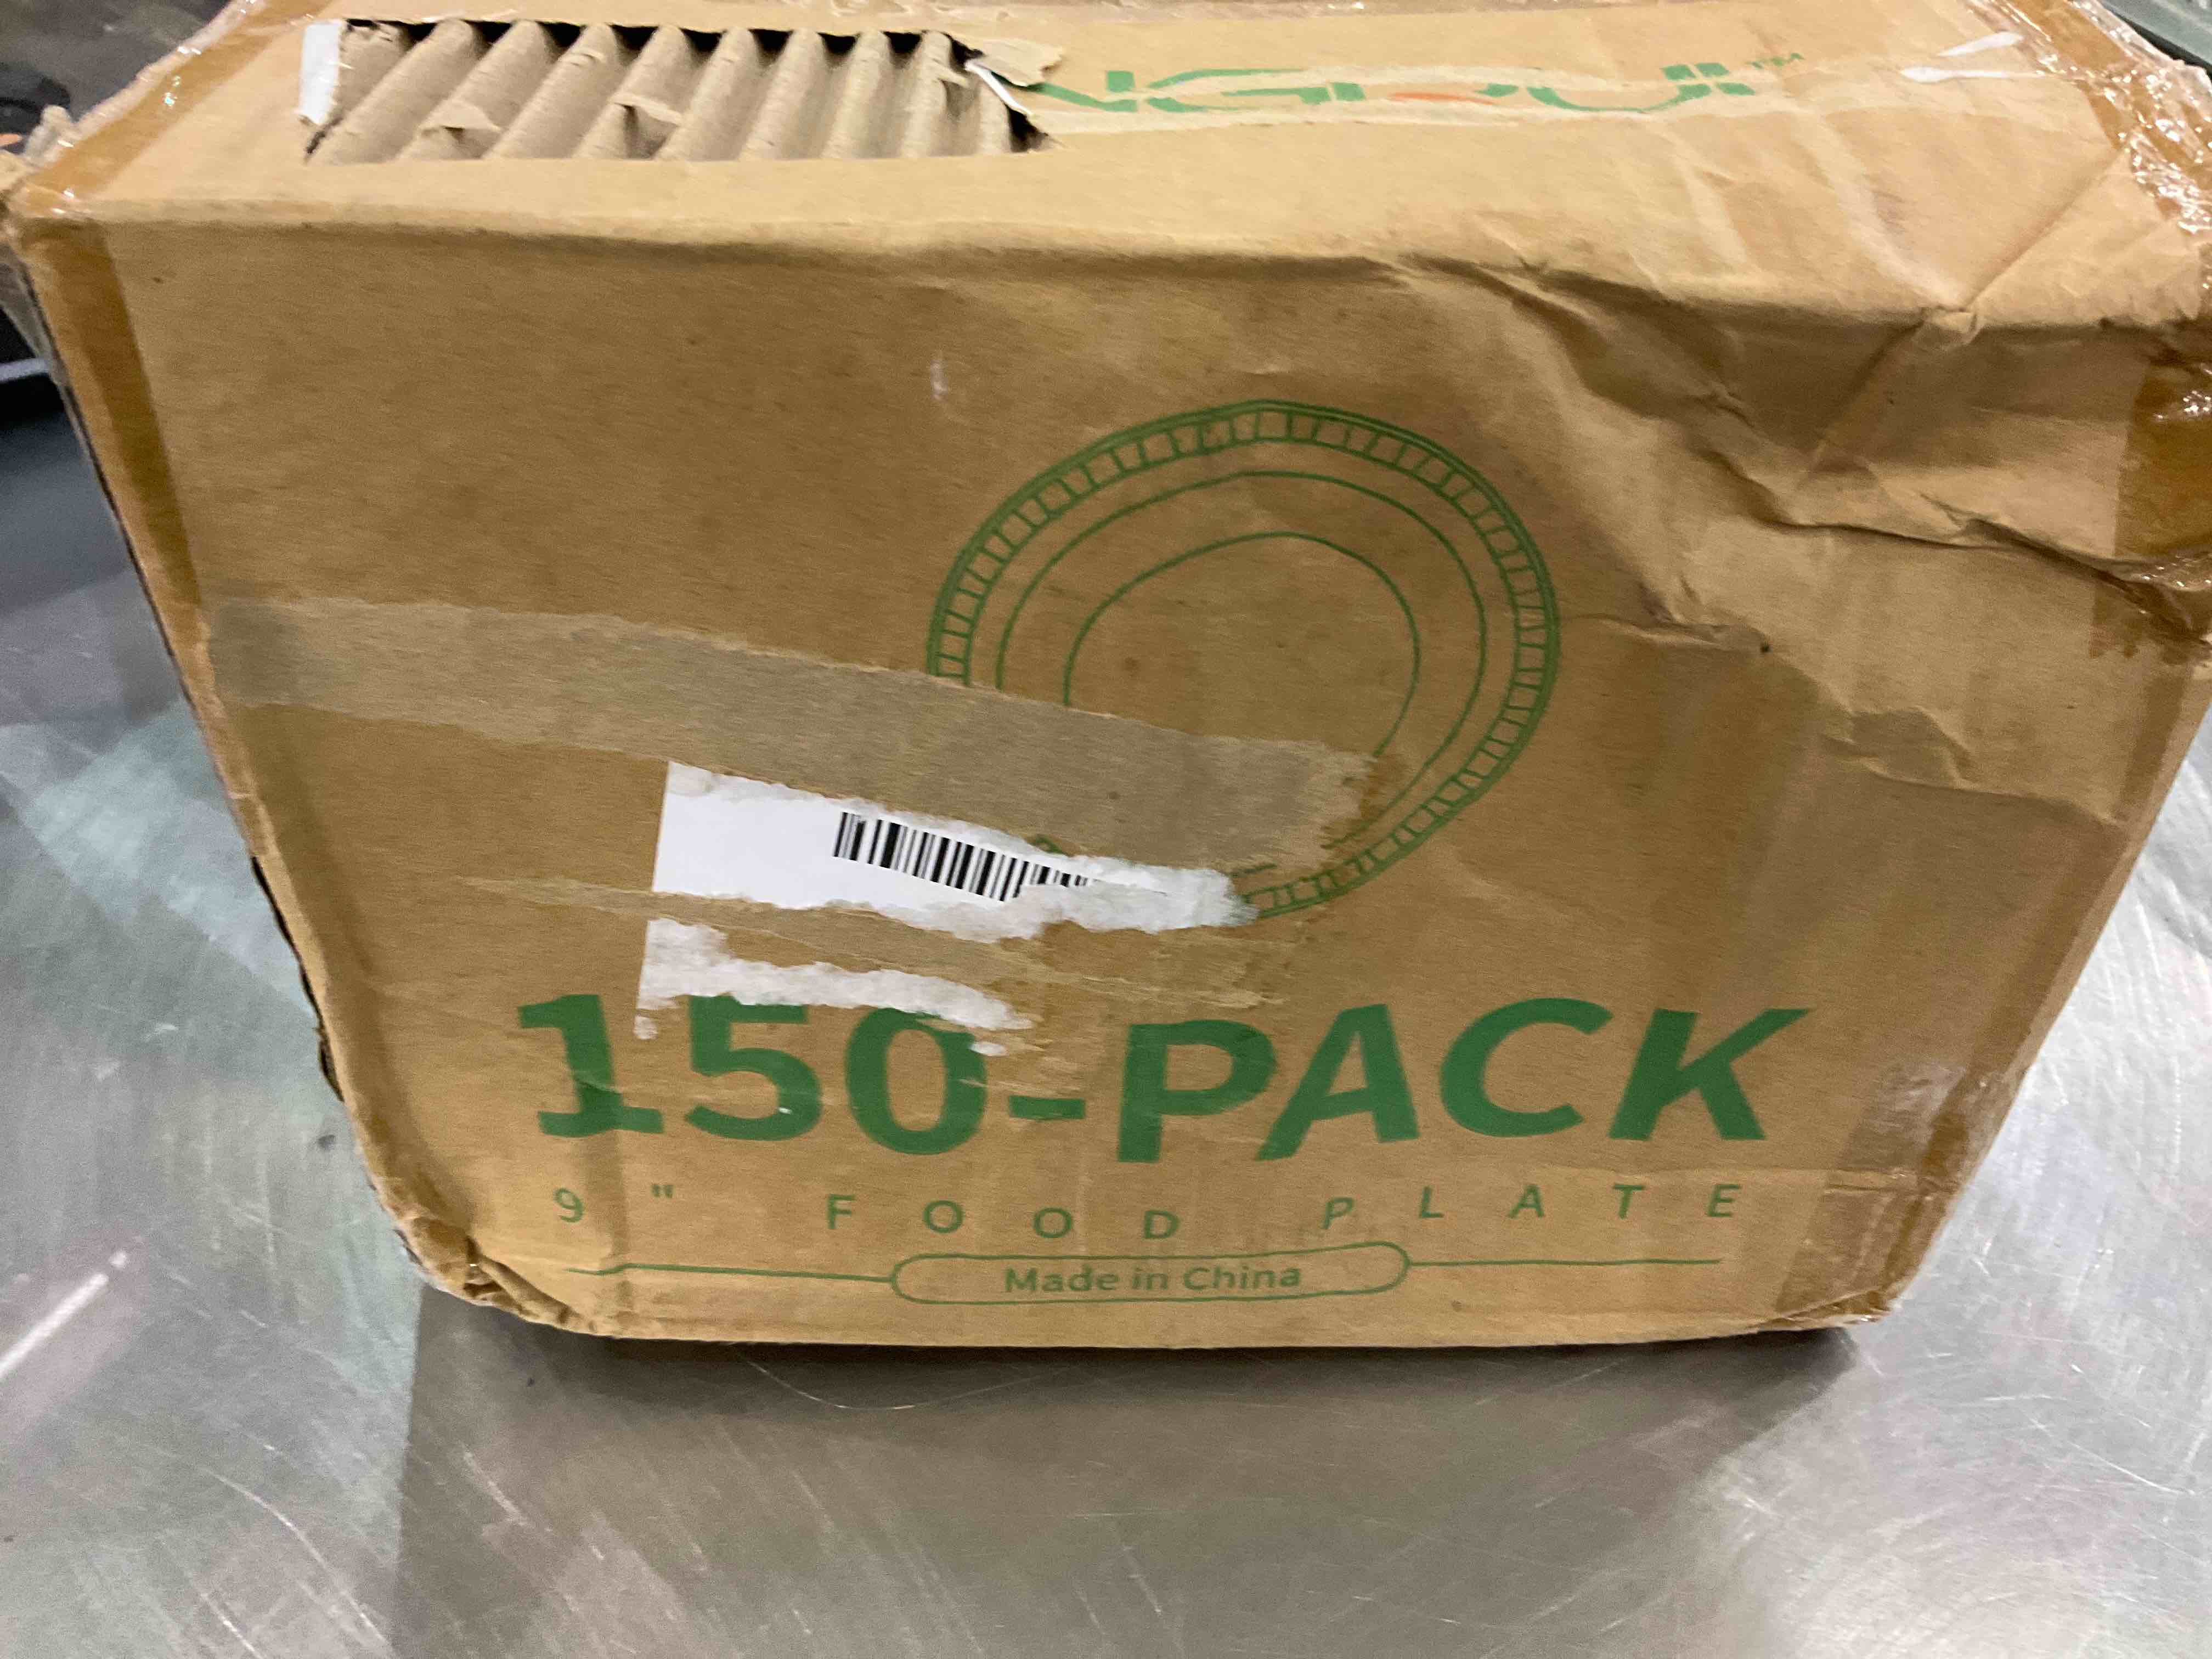 150-PACK
9" FOOD PLATE
Made in China